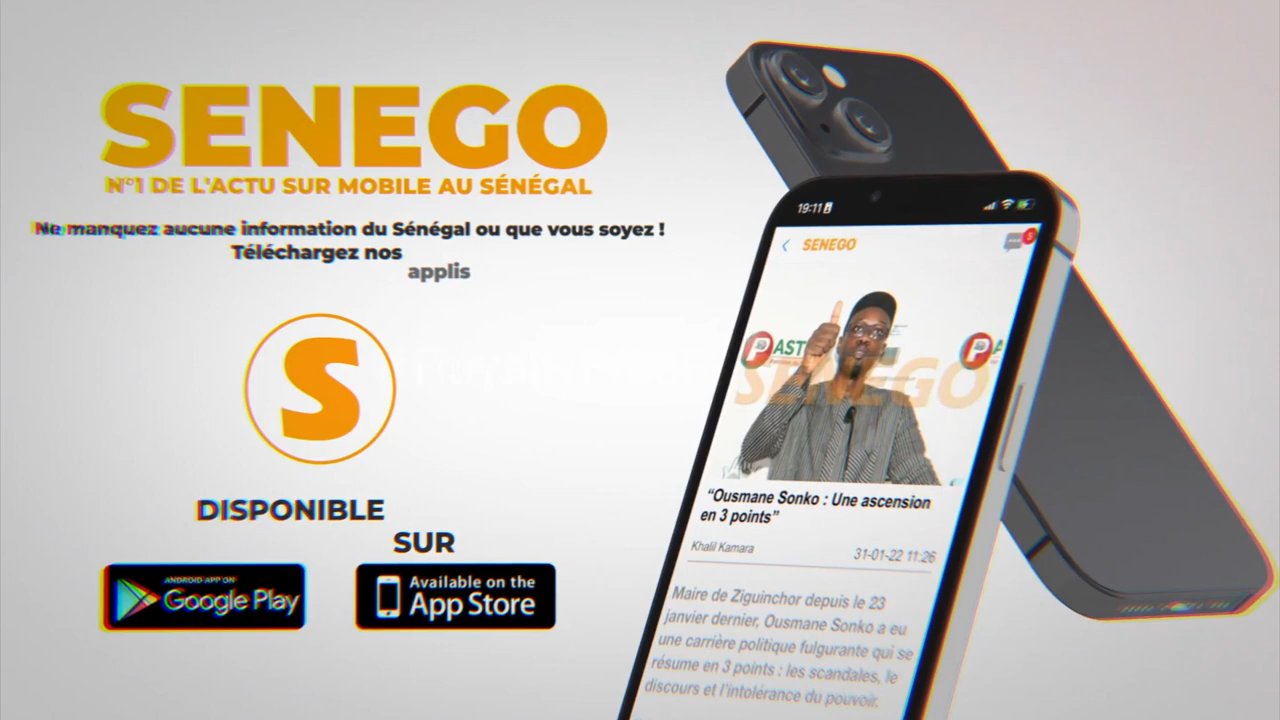 SENEGO
N°1 DE L'ACTU SUR MOBILE AU SÉNÉGAL
Ne manquez aucune information du Sénégal ou que vous soyez !
Téléchargez nos
applis
S
DISPONIBLE
SUR
ANDROID APP ON
Google Play
Available on the
App Store
19:11
SENEGO
5
PAST
SENEGO
“Ousmane Sonko : Une ascension
en 3 points”
Khalil Kamara
31-01-22 11:26
Maire de Ziguinchor depuis le 23
janvier dernier, Ousmane Sonko a eu
une carrière politique fulgurante qui se
résume en 3 points : les scandales, le
discours et l'intolérance du pouvoir.